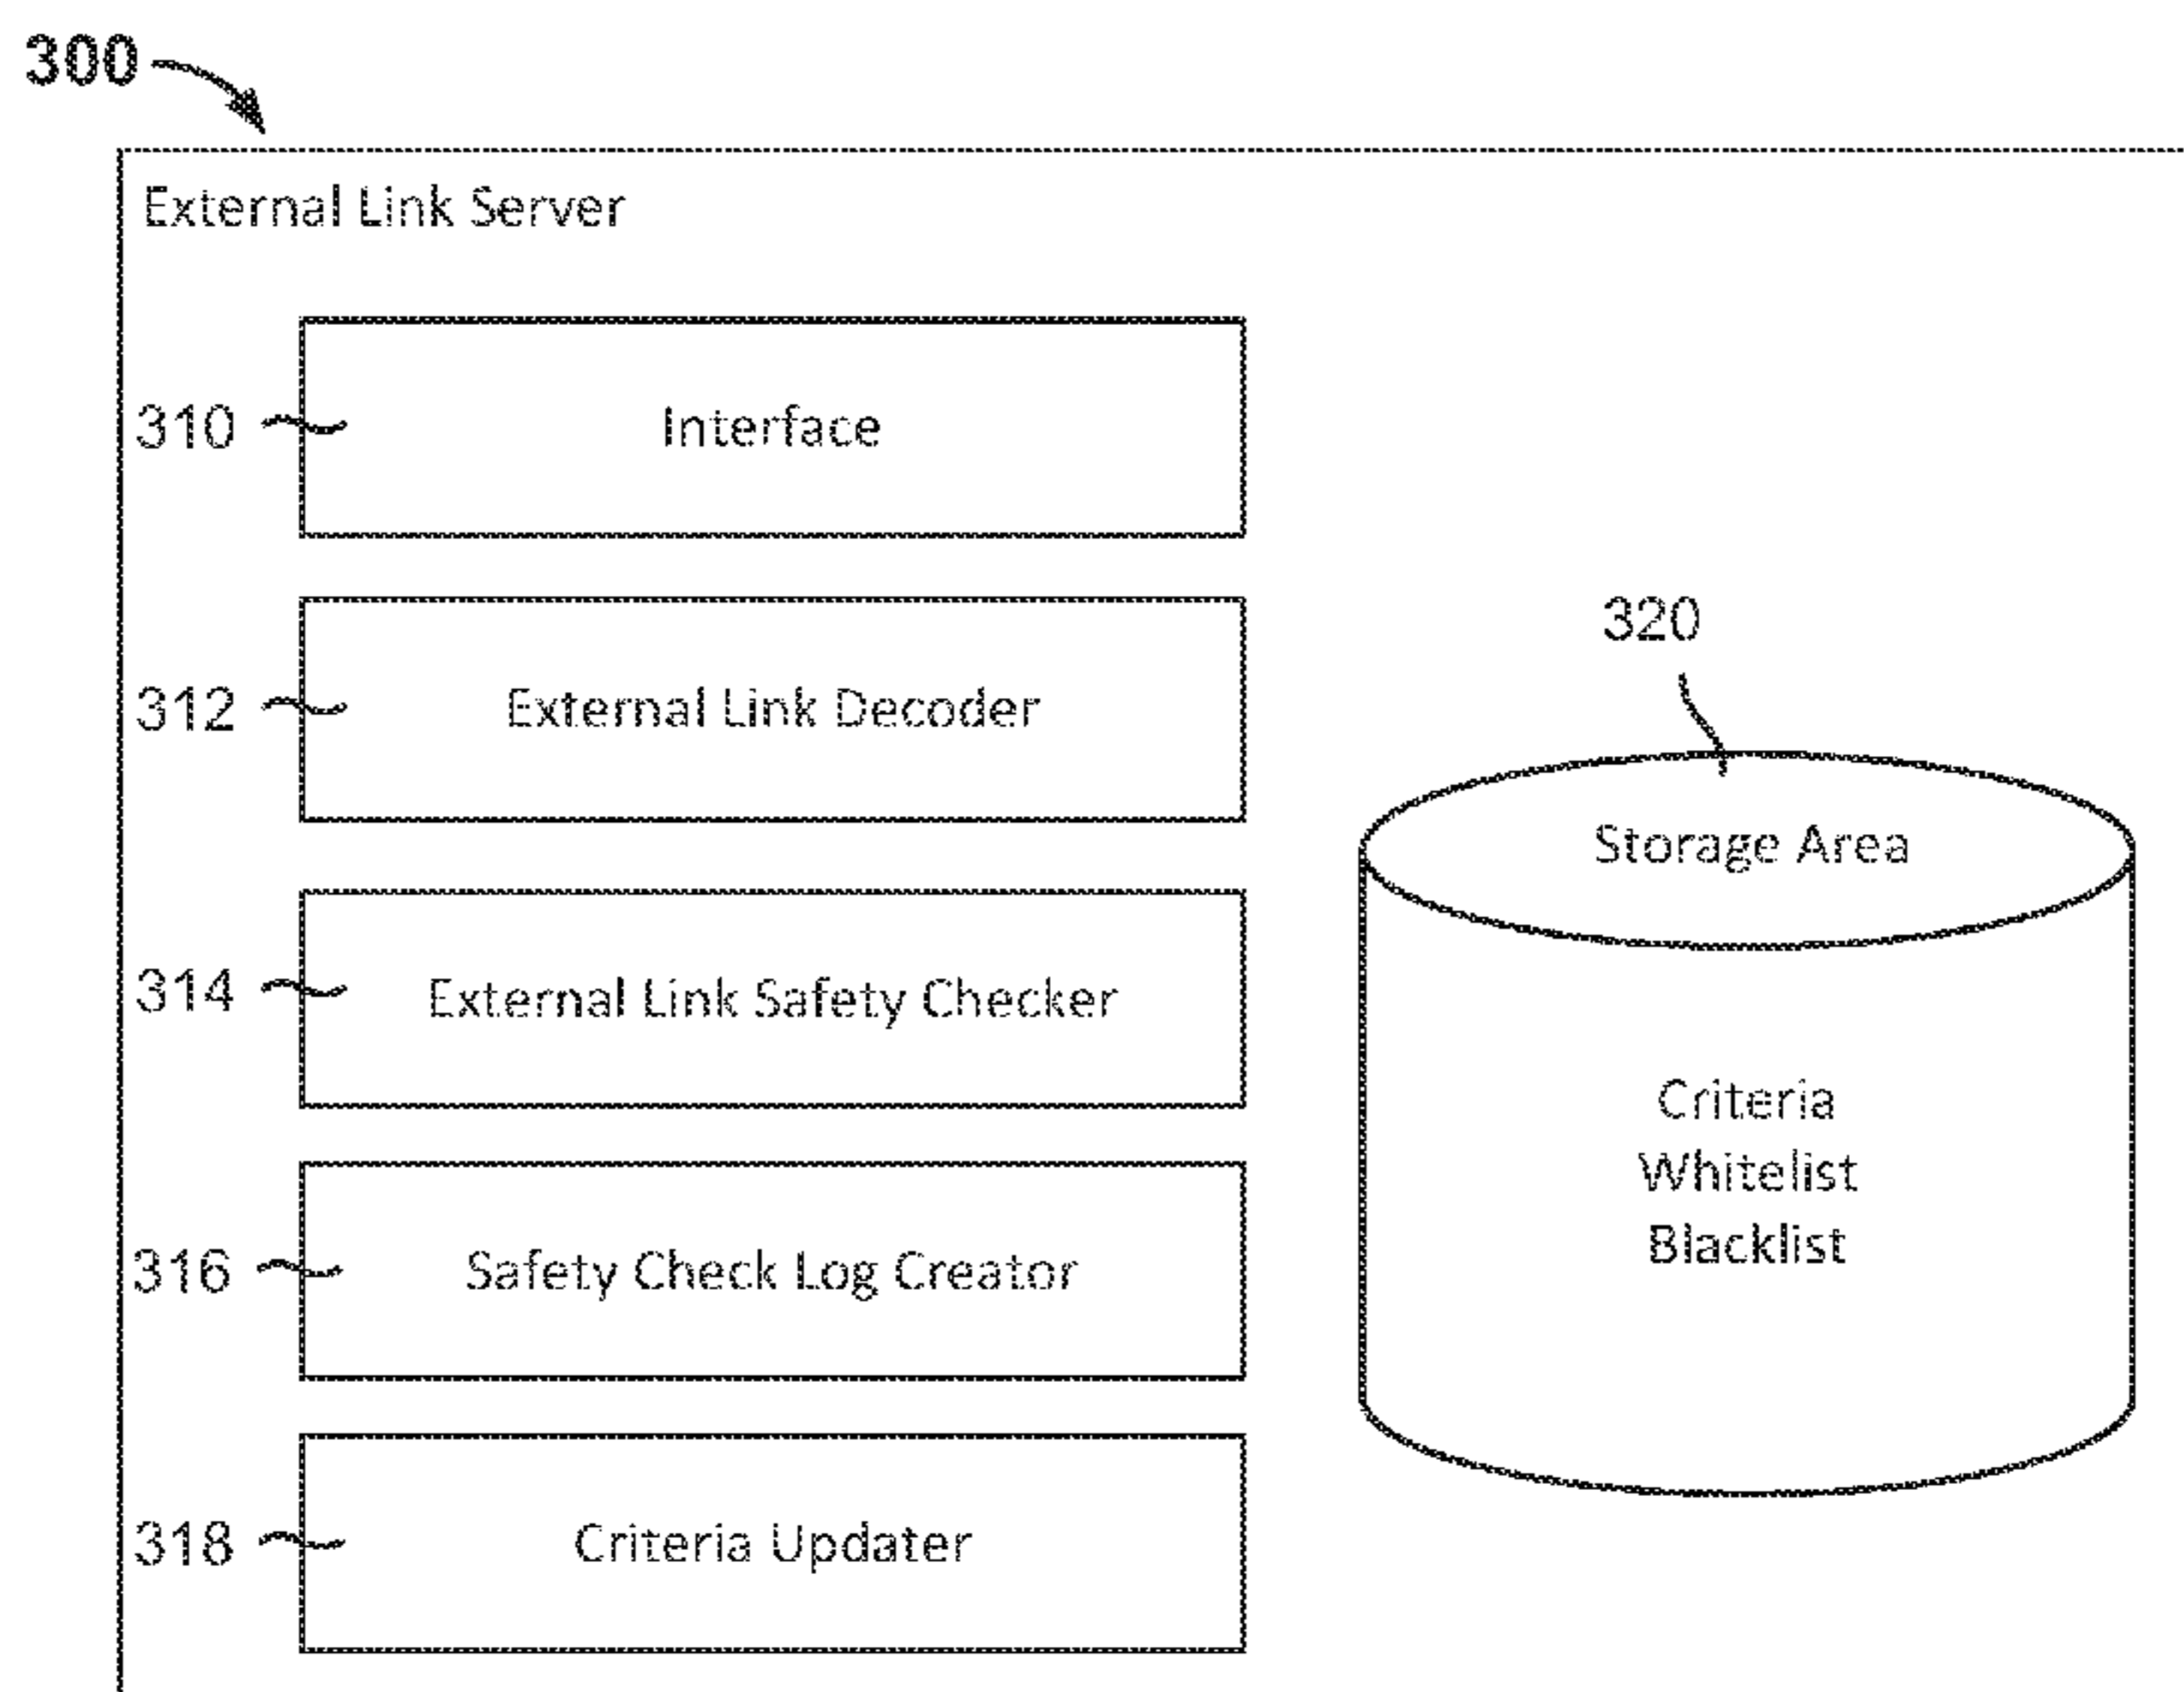 300
External Link Server
310 Interface
312 External Link Decoder
314 External Link Safety Checker
316 Safety Check Log Creator
318 Criteria Updater
320
Storage Area
Criteria
Whitelist
Blacklist